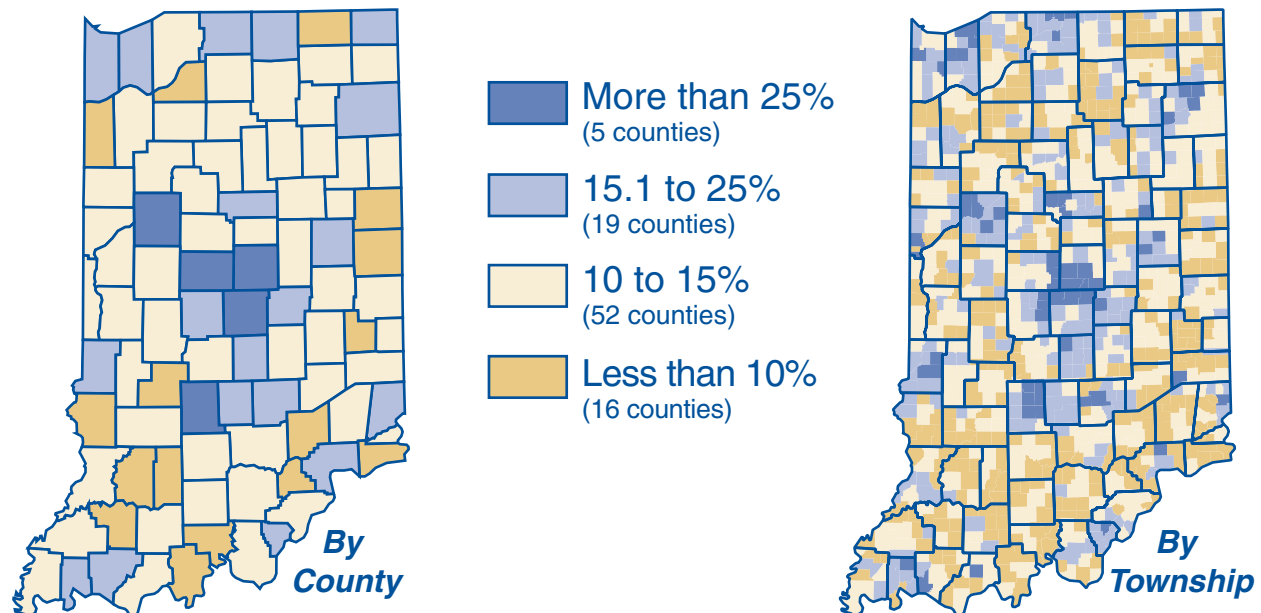 More than 25%
(5 counties)
15.1 to 25%
(19 counties)
10 to 15%
(52 counties)
Less than 10%
(16 counties)
By
County
By
Township